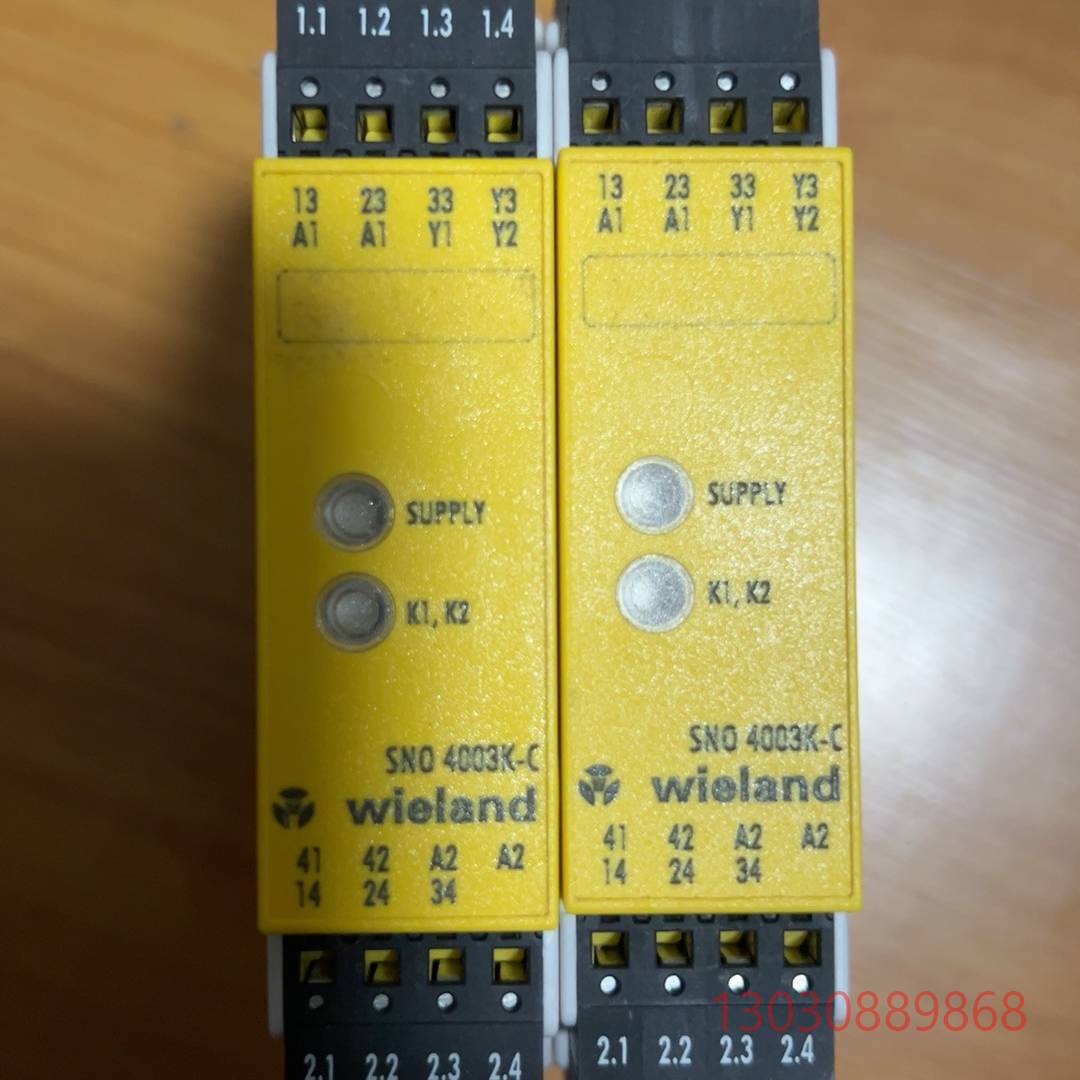 1.1 1.2 1.3 1.4
13 23 33 Y3
A1 A1 Y1 Y2
SUPPLY
K1, K2
SNO 4003K-C
wieland
41 42 A2 A2
14 24 34
2.1 2.2 2.3 2.4
13 23 33 Y3
A1 A1 Y1 Y2
SUPPLY
K1, K2
SNO 4003K-C
wieland
41 42 A2 A2
14 24 34
2.1 2.2 2.3 2.4
13030889868